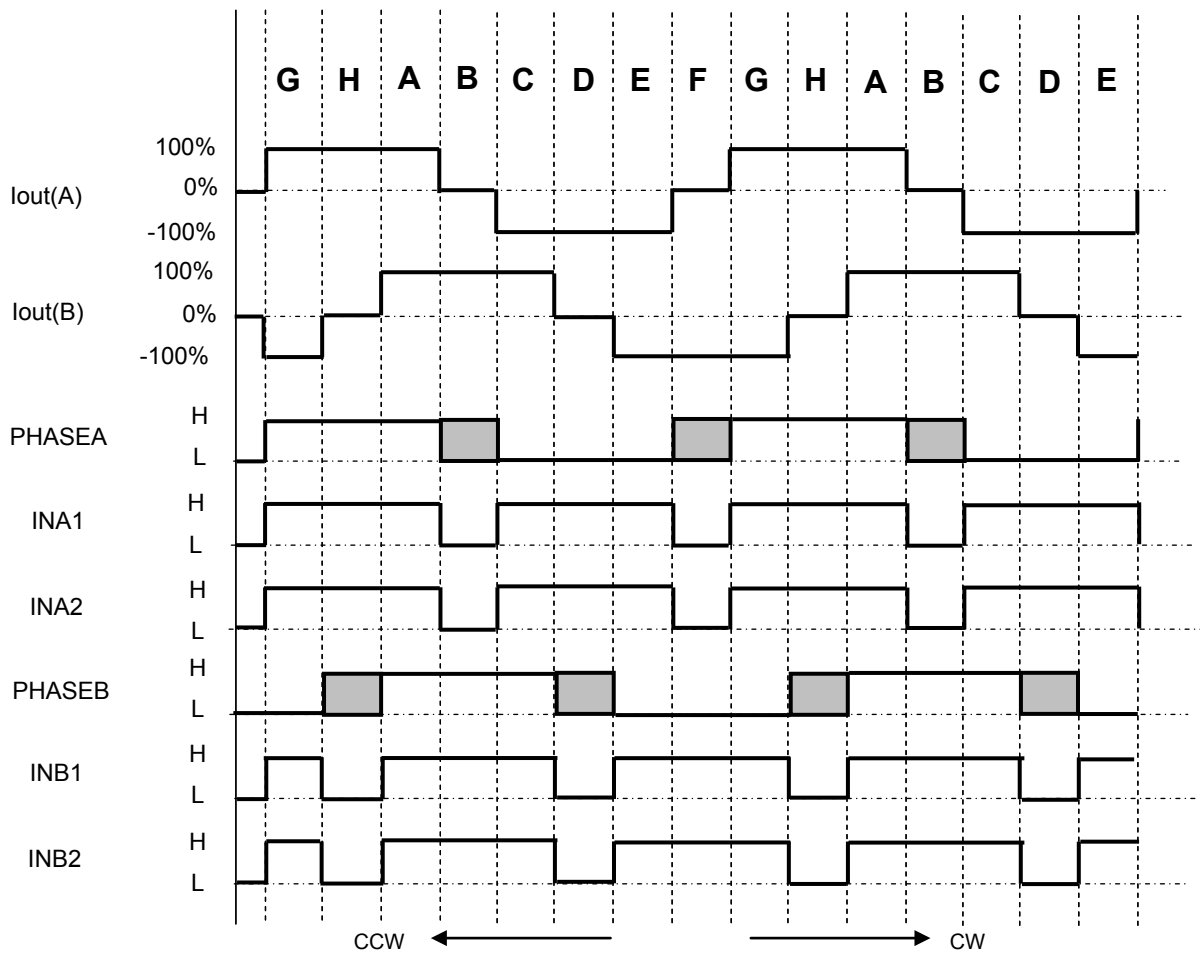 G H A B C D E F G H A B C D E
100%
Iout(A) 0%
-100%
100%
Iout(B) 0%
-100%
PHASEA H
L
INA1 H
L
INA2 H
L
PHASEB H
L
INB1 H
L
INB2 H
L
CCW CW